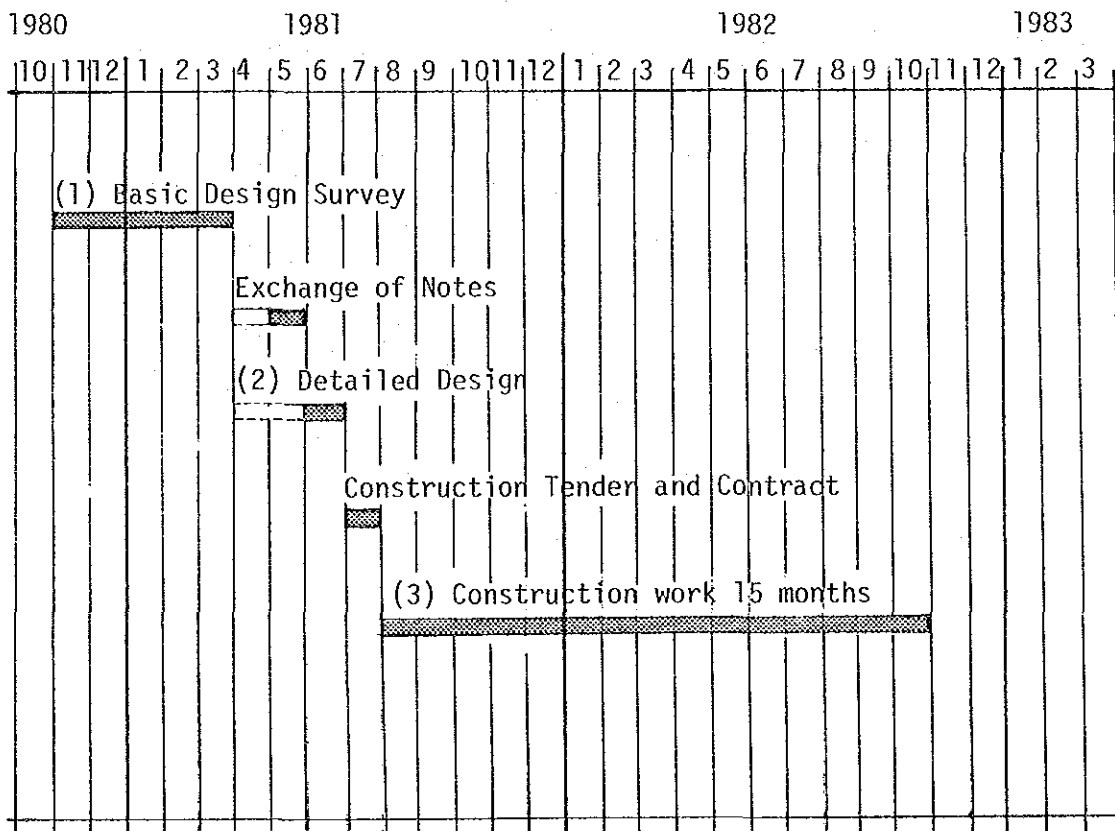 1980 1981 1982 1983
10 11 12 1 2 3 4 5 6 7 8 9 10 11 12 1 2 3 4 5 6 7 8 9 10 11 12 1 2 3
(1) Basic Design Survey
Exchange of Notes
(2) Detailed Design
Construction Tender and Contract
(3) Construction work 15 months